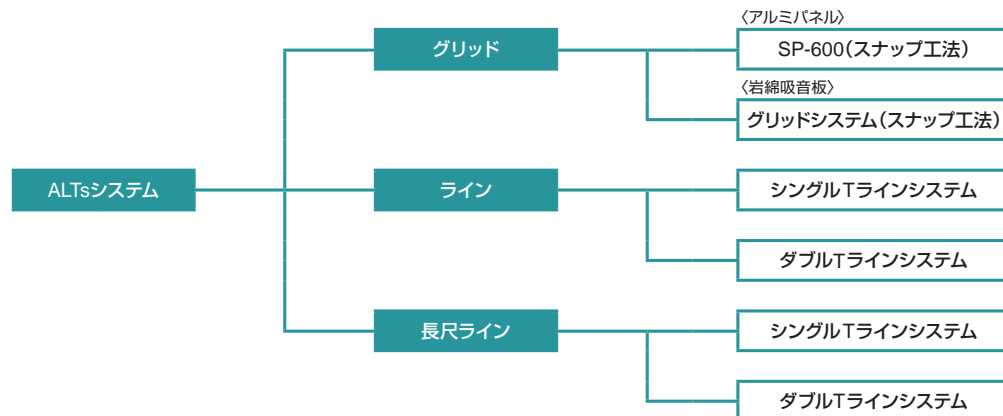 〈アルミパネル〉
グリッド
SP-600(スナップ工法)
〈岩綿吸音板〉
グリッドシステム(スナップ工法)
ALTsシステム
ライン
シングルTラインシステム
ダブルTラインシステム
長尺ライン
シングルTラインシステム
ダブルTラインシステム